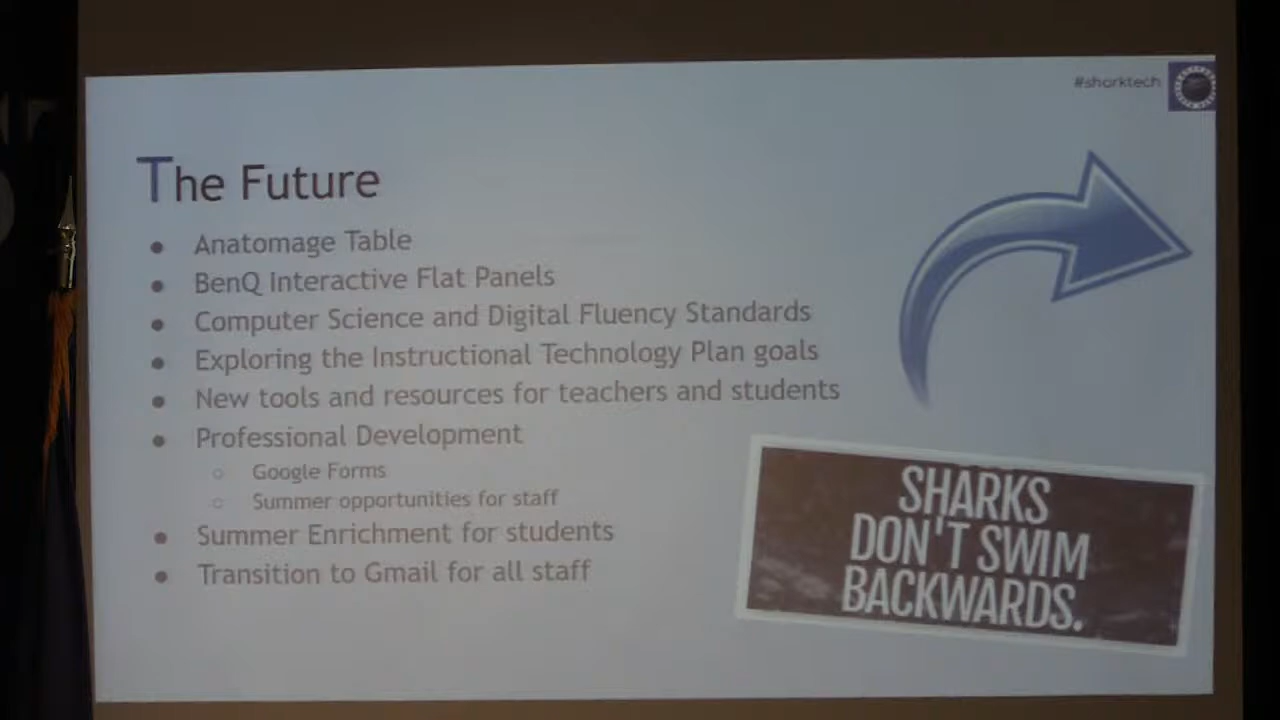 #sharktech
The Future
Anatomage Table
BenQ Interactive Flat Panels
Computer Science and Digital Fluency Standards
Exploring the Instructional Technology Plan goals
New tools and resources for teachers and students
Professional Development
Google Forms
Summer opportunities for staff
Summer Enrichment for students
Transition to Gmail for all staff
SHARKS
DON'T SWIM
BACKWARDS.